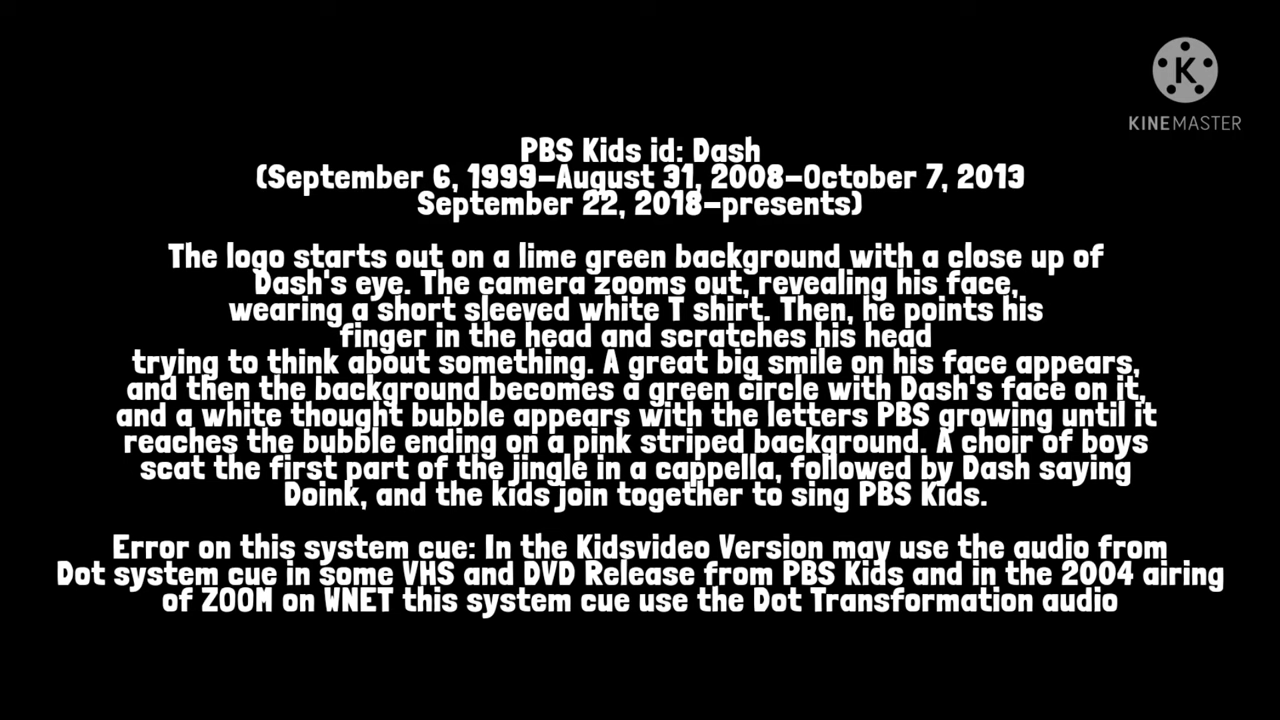 K
KINEMASTER
PBS Kids id: Dash
(September 6, 1999-August 31, 2008-October 7, 2013
September 22, 2018-presents)
The logo starts out on a lime green background with a close up of
Dash's eye. The camera zooms out, revealing his face,
wearing a short sleeved white T shirt. Then, he points his
finger in the head and scratches his head
trying to think about something. A great big smile on his face appears,
and then the background becomes a green circle with Dash's face on it,
and a white thought bubble appears with the letters PBS growing until it
reaches the bubble ending on a pink striped background. A choir of boys
scat the first part of the jingle in a cappella, followed by Dash saying
Doink, and the kids join together to sing PBS Kids.
Error on this system cue: In the Kidsvideo Version may use the audio from
Dot system cue in some VHS and DVD Release from PBS Kids and in the 2004 airing
of ZOOM on WNET this system cue use the Dot Transformation audio